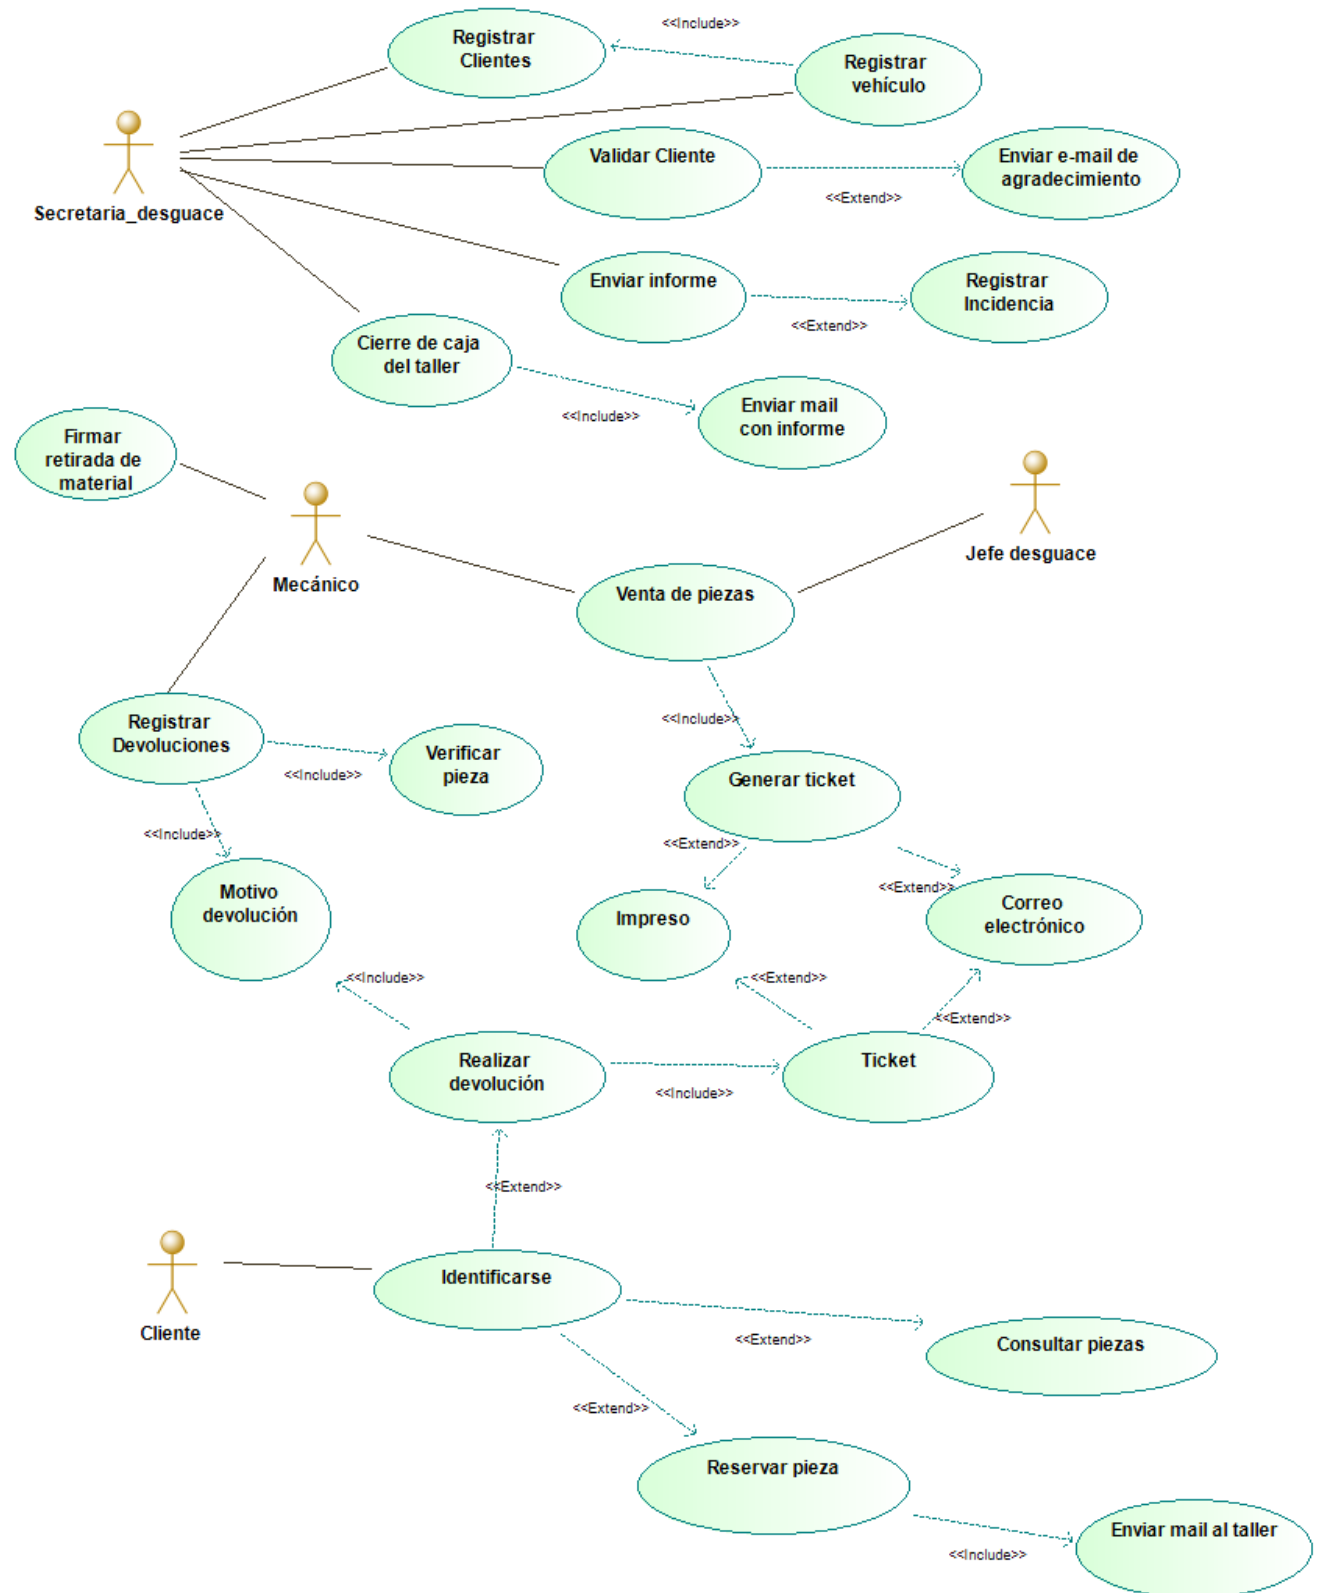 <<Include>>
Registrar
Clientes
Registrar
vehículo
Validar Cliente
Enviar e-mail de
agradecimiento
<<Extend>>
Secretaria_desguace
Enviar informe
Registrar
Incidencia
<<Extend>>
Cierre de caja
del taller
<<Include>>
Enviar mail
con informe
Firmar
retirada de
material
Jefe desguace
Mecánico
Venta de piezas
<<Include>>
Registrar
Devoluciones
Verificar
pieza
<<Include>>
Generar ticket
<<Include>>
<<Extend>>
<<Extend>>
Motivo
devolución
Impreso
Correo
electrónico
<<Include>>
<<Extend>>
<<Extend>>
Realizar
devolución
Ticket
<<Include>>
<<Extend>>
Identificarse
Cliente
<<Extend>>
Consultar piezas
<<Extend>>
Reservar pieza
Enviar mail al taller
<<Include>>